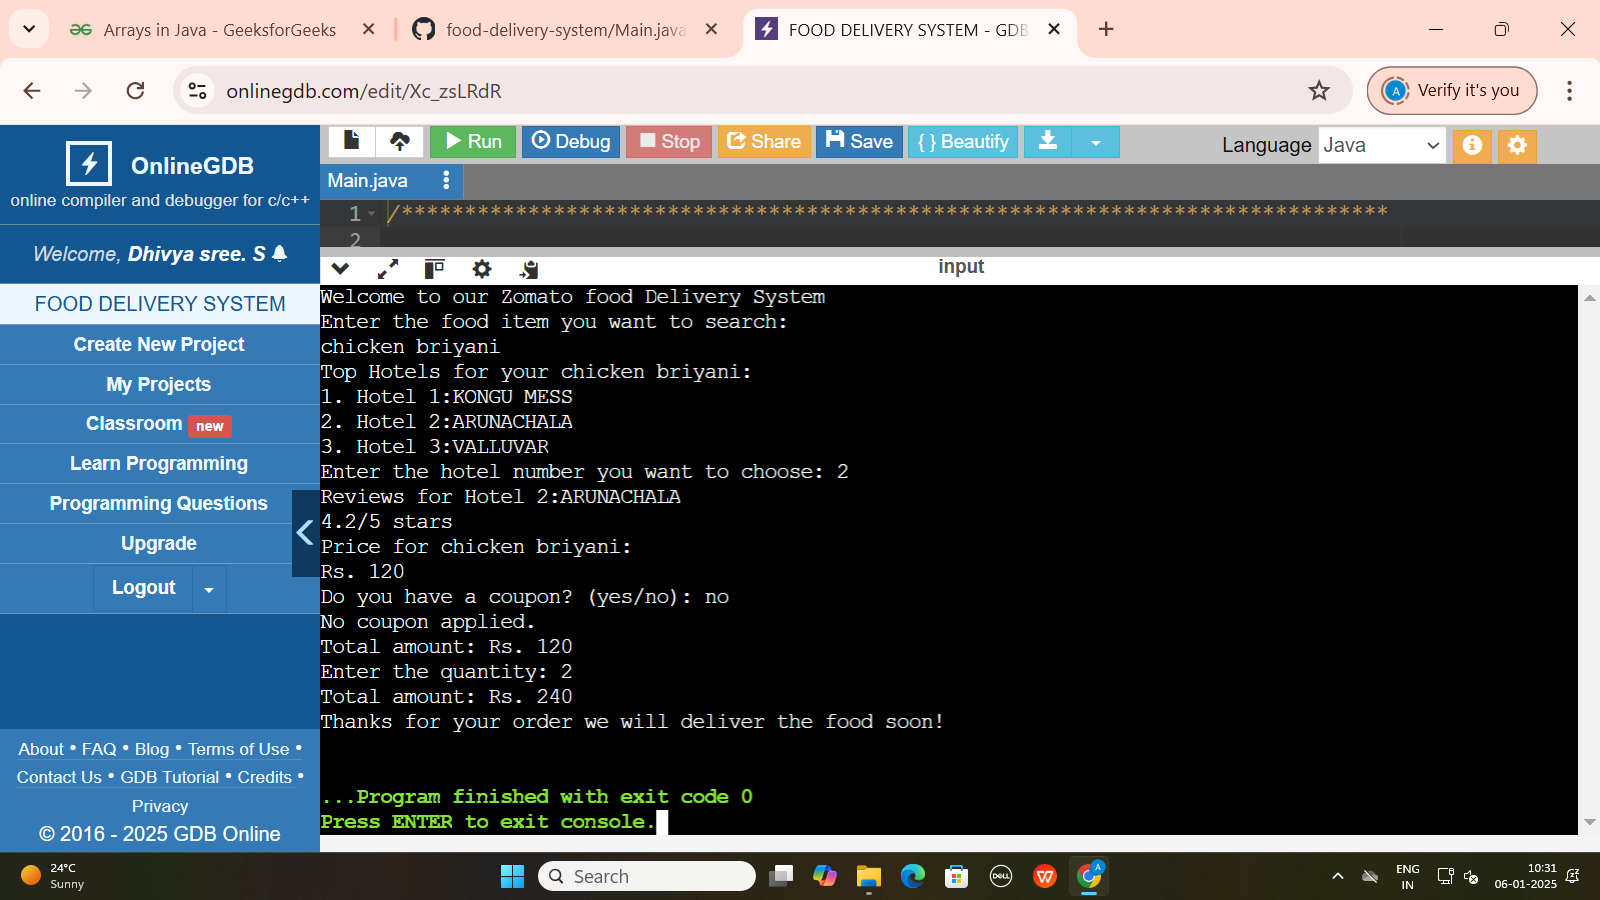 Arrays in Java - GeeksforGeeks
food-delivery-system/Main.java
FOOD DELIVERY SYSTEM - GDB
onlinegdb.com/edit/Xc_zsLRdR
A
Verify it's you
OnlineGDB
online compiler and debugger for c/c++
Welcome, Dhivya sree. S
FOOD DELIVERY SYSTEM
Create New Project
My Projects
Classroom new
Learn Programming
Programming Questions
Upgrade
Logout
About • FAQ • Blog • Terms of Use •
Contact Us • GDB Tutorial • Credits •
Privacy
© 2016 - 2025 GDB Online
Run Debug Stop Share Save { } Beautify
Language Java
Main.java
1 /******************************************************************************
2
input
Welcome to our Zomato food Delivery System
Enter the food item you want to search:
chicken briyani
Top Hotels for your chicken briyani:
1. Hotel 1:KONGU MESS
2. Hotel 2:ARUNACHALA
3. Hotel 3:VALLUVAR
Enter the hotel number you want to choose: 2
Reviews for Hotel 2:ARUNACHALA
4.2/5 stars
Price for chicken briyani:
Rs. 120
Do you have a coupon? (yes/no): no
No coupon applied.
Total amount: Rs. 120
Enter the quantity: 2
Total amount: Rs. 240
Thanks for your order we will deliver the food soon!
...Program finished with exit code 0
Press ENTER to exit console.
24°C
Sunny
Search
DELL
W
A
ENG
IN
10:31
06-01-2025